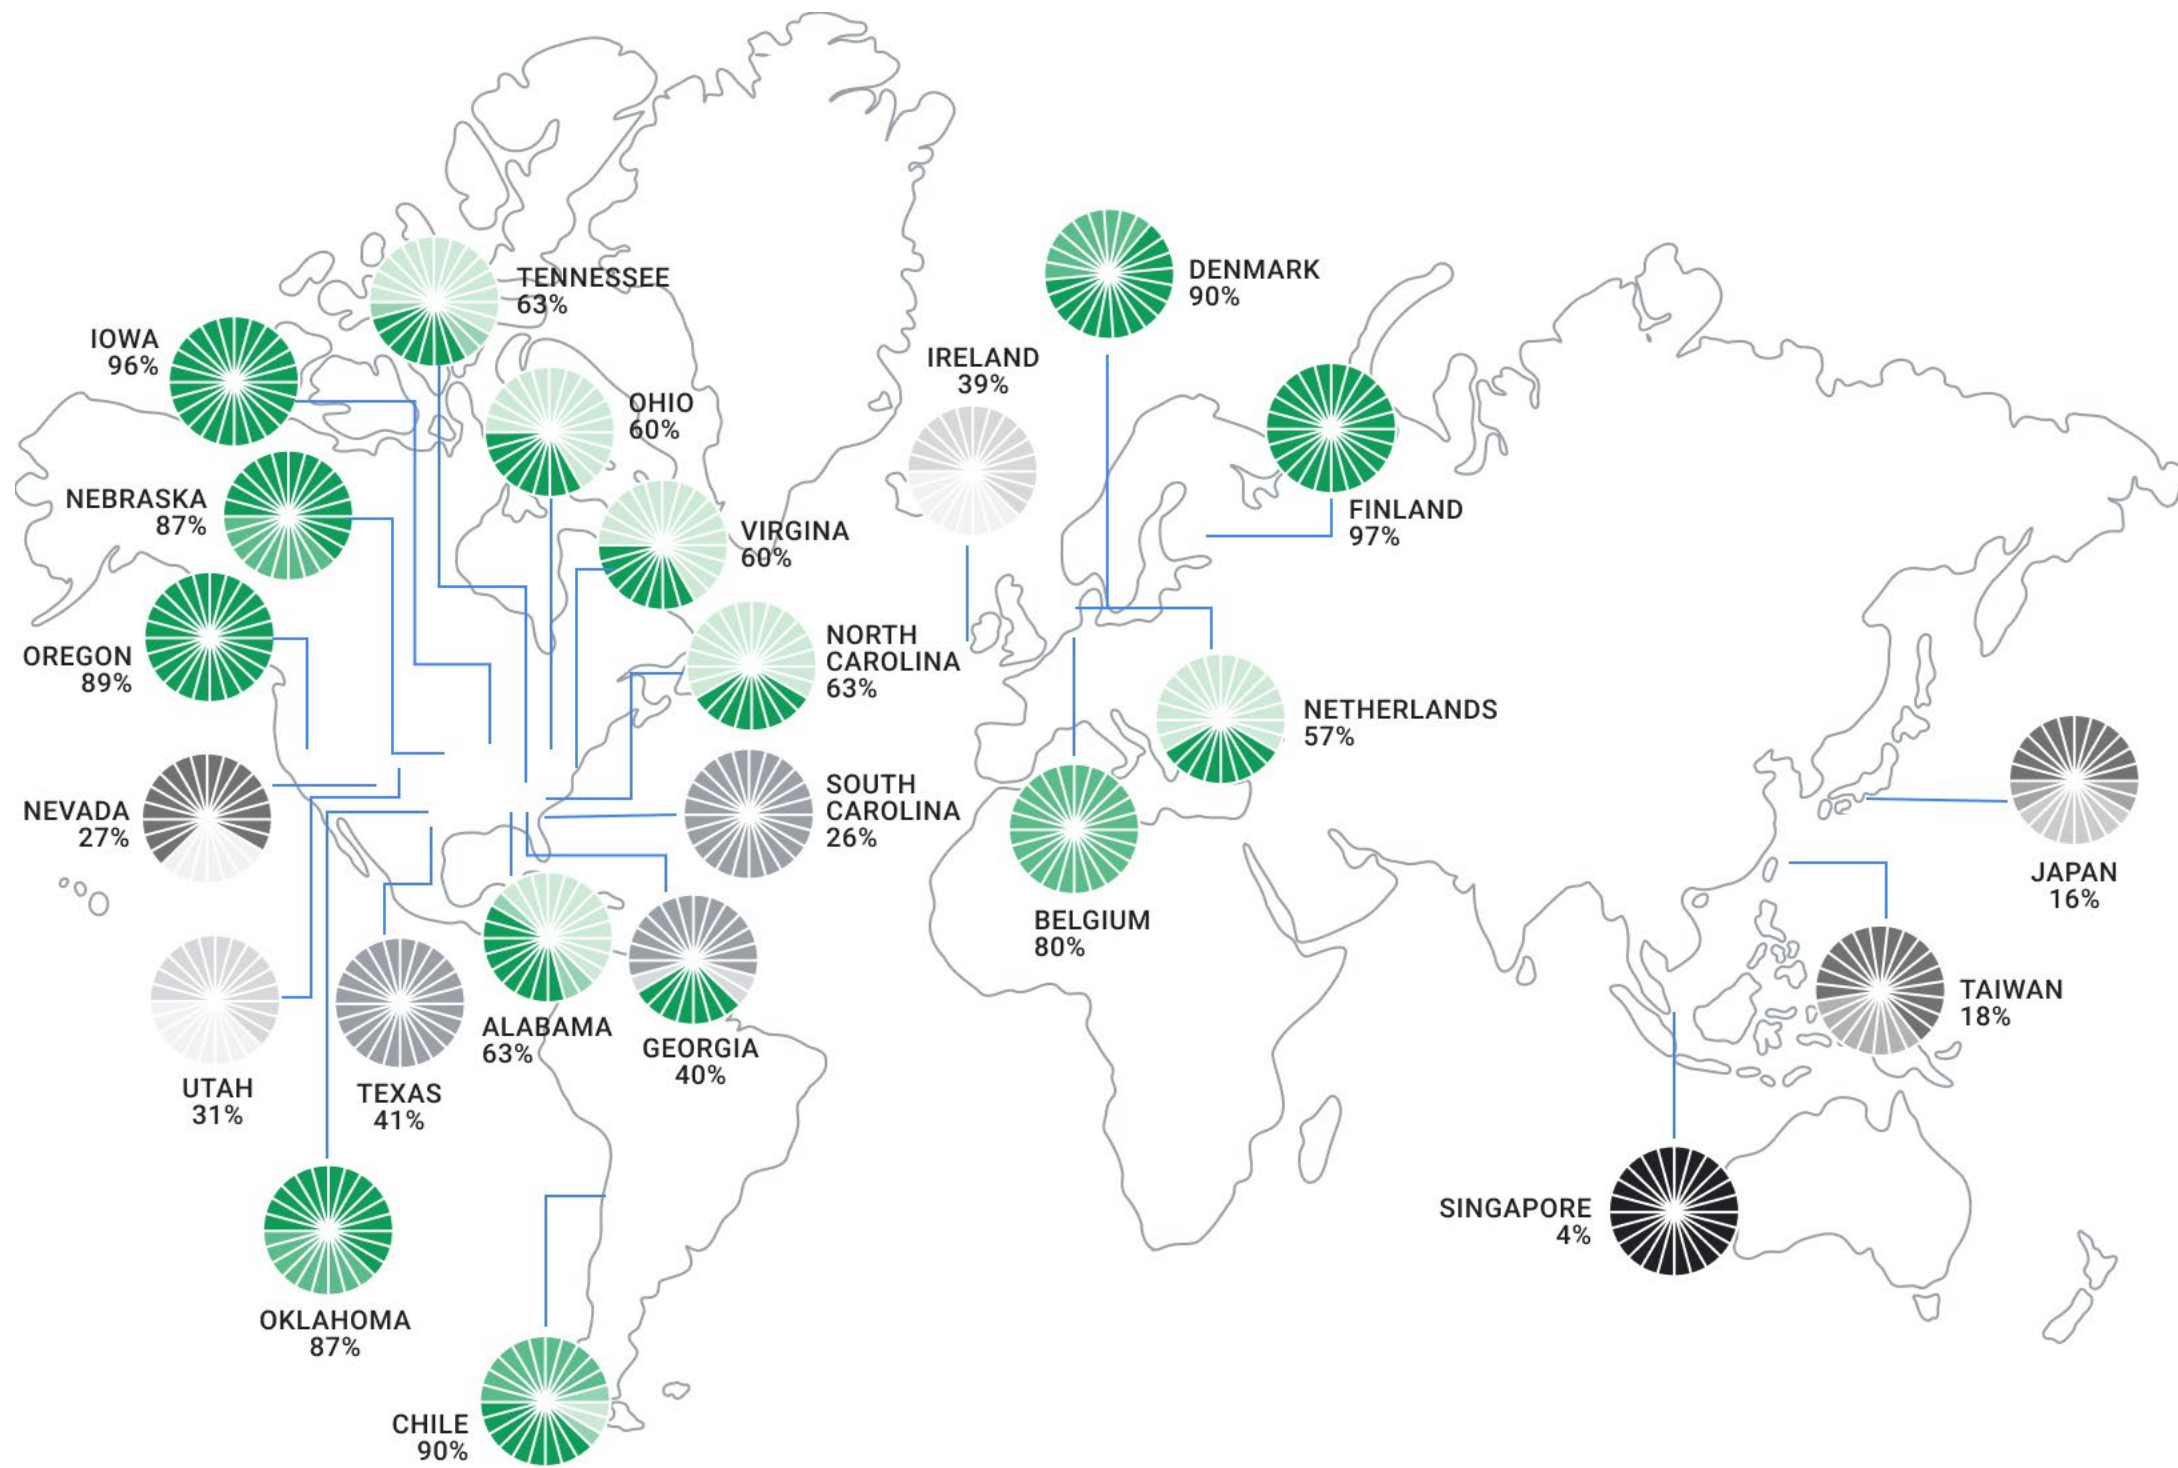 TENNESSEE
63%
IOWA
96%
OHIO
60%
NEBRASKA
87%
VIRGINA
60%
OREGON
89%
NORTH
CAROLINA
63%
NEVADA
27%
SOUTH
CAROLINA
26%
UTAH
31%
TEXAS
41%
ALABAMA
63%
GEORGIA
40%
OKLAHOMA
87%
CHILE
90%
DENMARK
90%
IRELAND
39%
FINLAND
97%
NETHERLANDS
57%
BELGIUM
80%
JAPAN
16%
TAIWAN
18%
SINGAPORE
4%